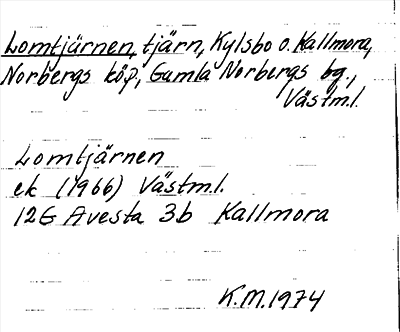 Lomtjärnen, tjärn, Kylsbo o. Kallmora,
Norbergs köp., Gamla Norbergs bg.,
Västml.
Lomtjärnen
ek (1966) Västml.
12G Avesta 3b Kallmora
K.M. 1974